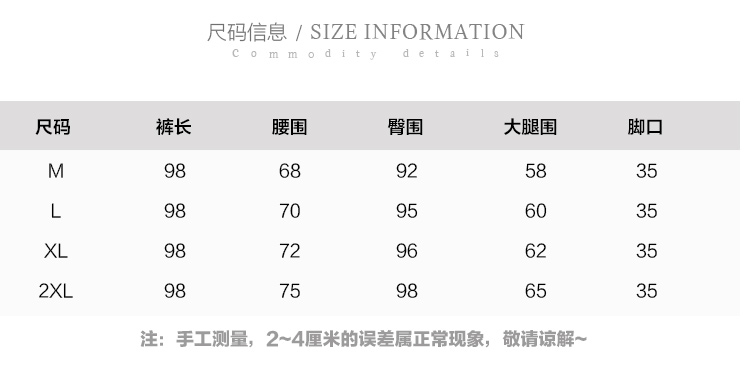 尺码信息 / SIZE INFORMATION
Commodity details
尺码 裤长 腰围 臀围 大腿围 脚口
M 98 68 92 58 35
L 98 70 95 60 35
XL 98 72 96 62 35
2XL 98 75 98 65 35
注：手工测量，2~4厘米的误差属正常现象，敬请谅解~